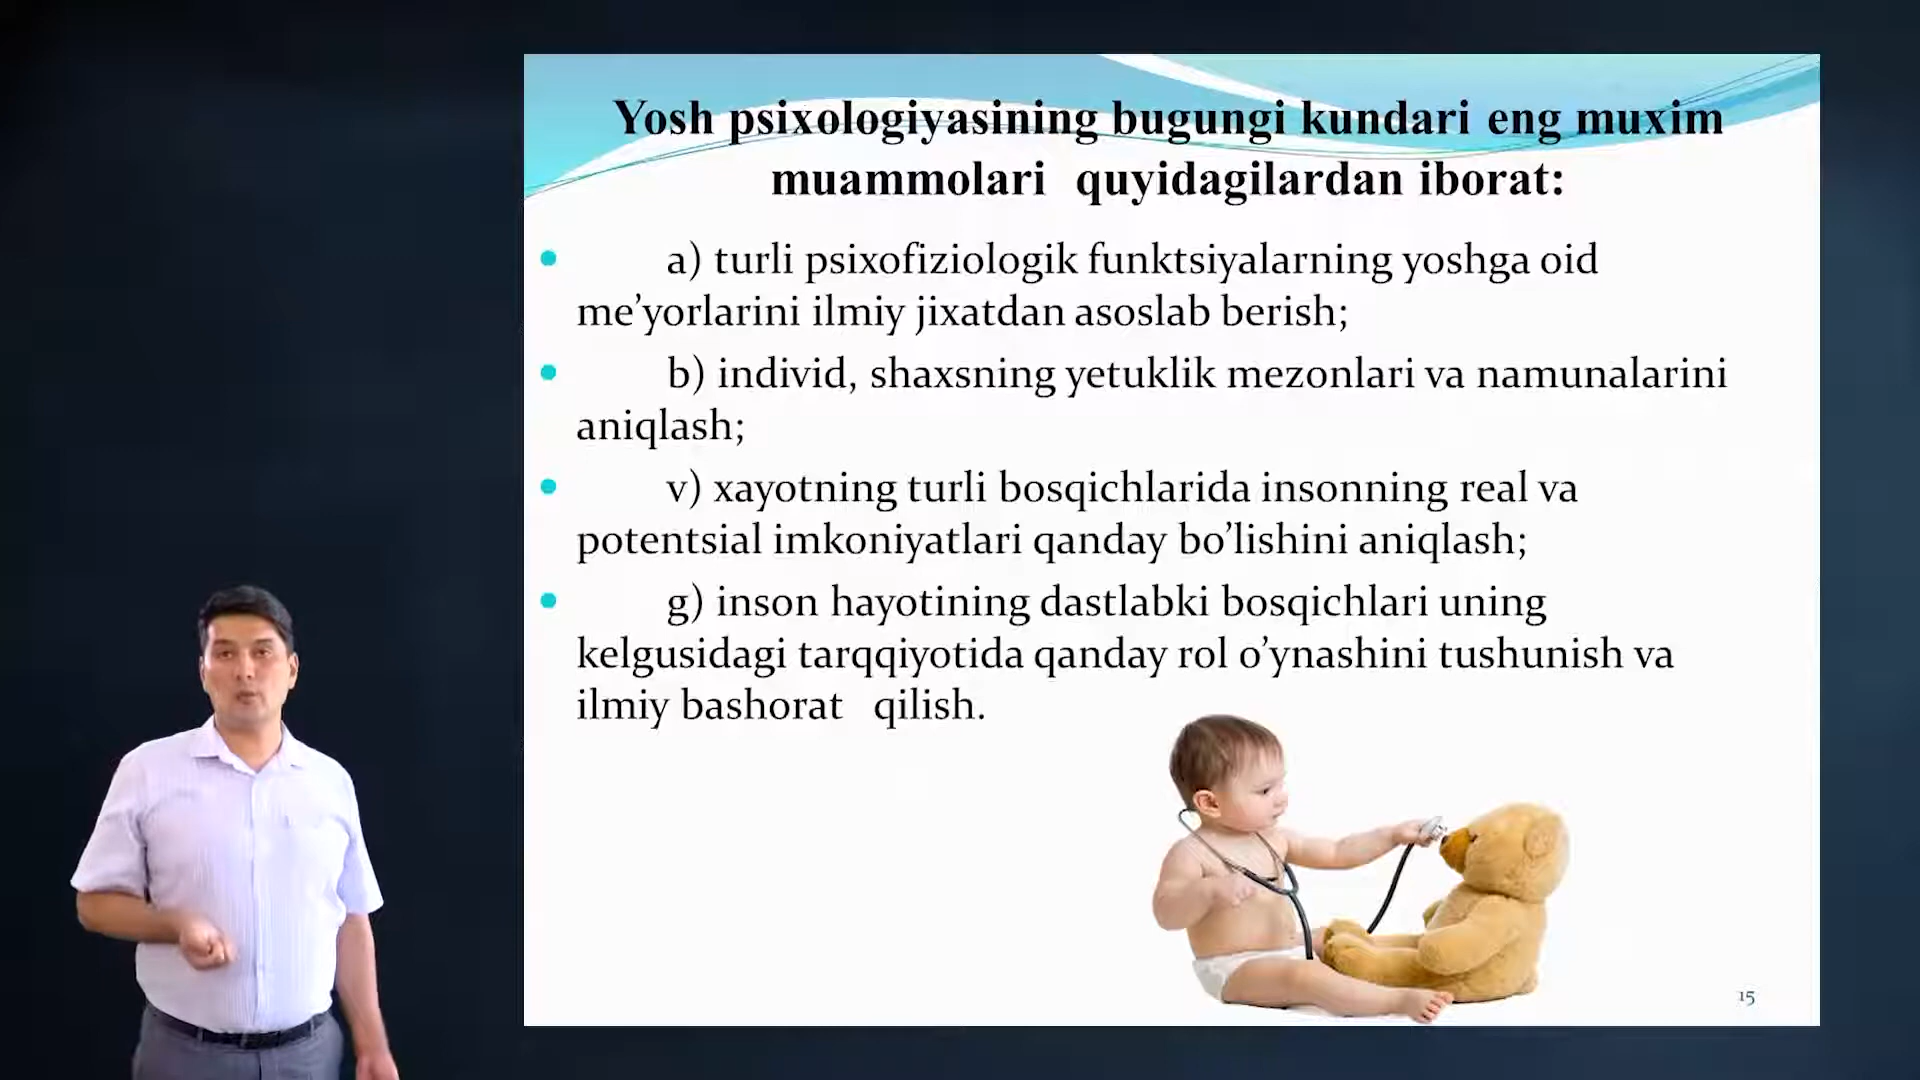 Yosh psixologiyasining bugungi kundari eng muxim
muammolari quyidagilardan iborat:
• a) turli psixofiziologik funktsiyalarning yoshga oid
me’yorlarini ilmiy jixatdan asoslab berish;
• b) individ, shaxsning yetuklik mezonlari va namunalarini
aniqlash;
• v) xayotning turli bosqichlarida insonning real va
potentsial imkoniyatlari qanday bo’lishini aniqlash;
• g) inson hayotining dastlabki bosqichlari uning
kelgusidagi tarqqiyotida qanday rol o’ynashini tushunish va
ilmiy bashorat qilish.
15